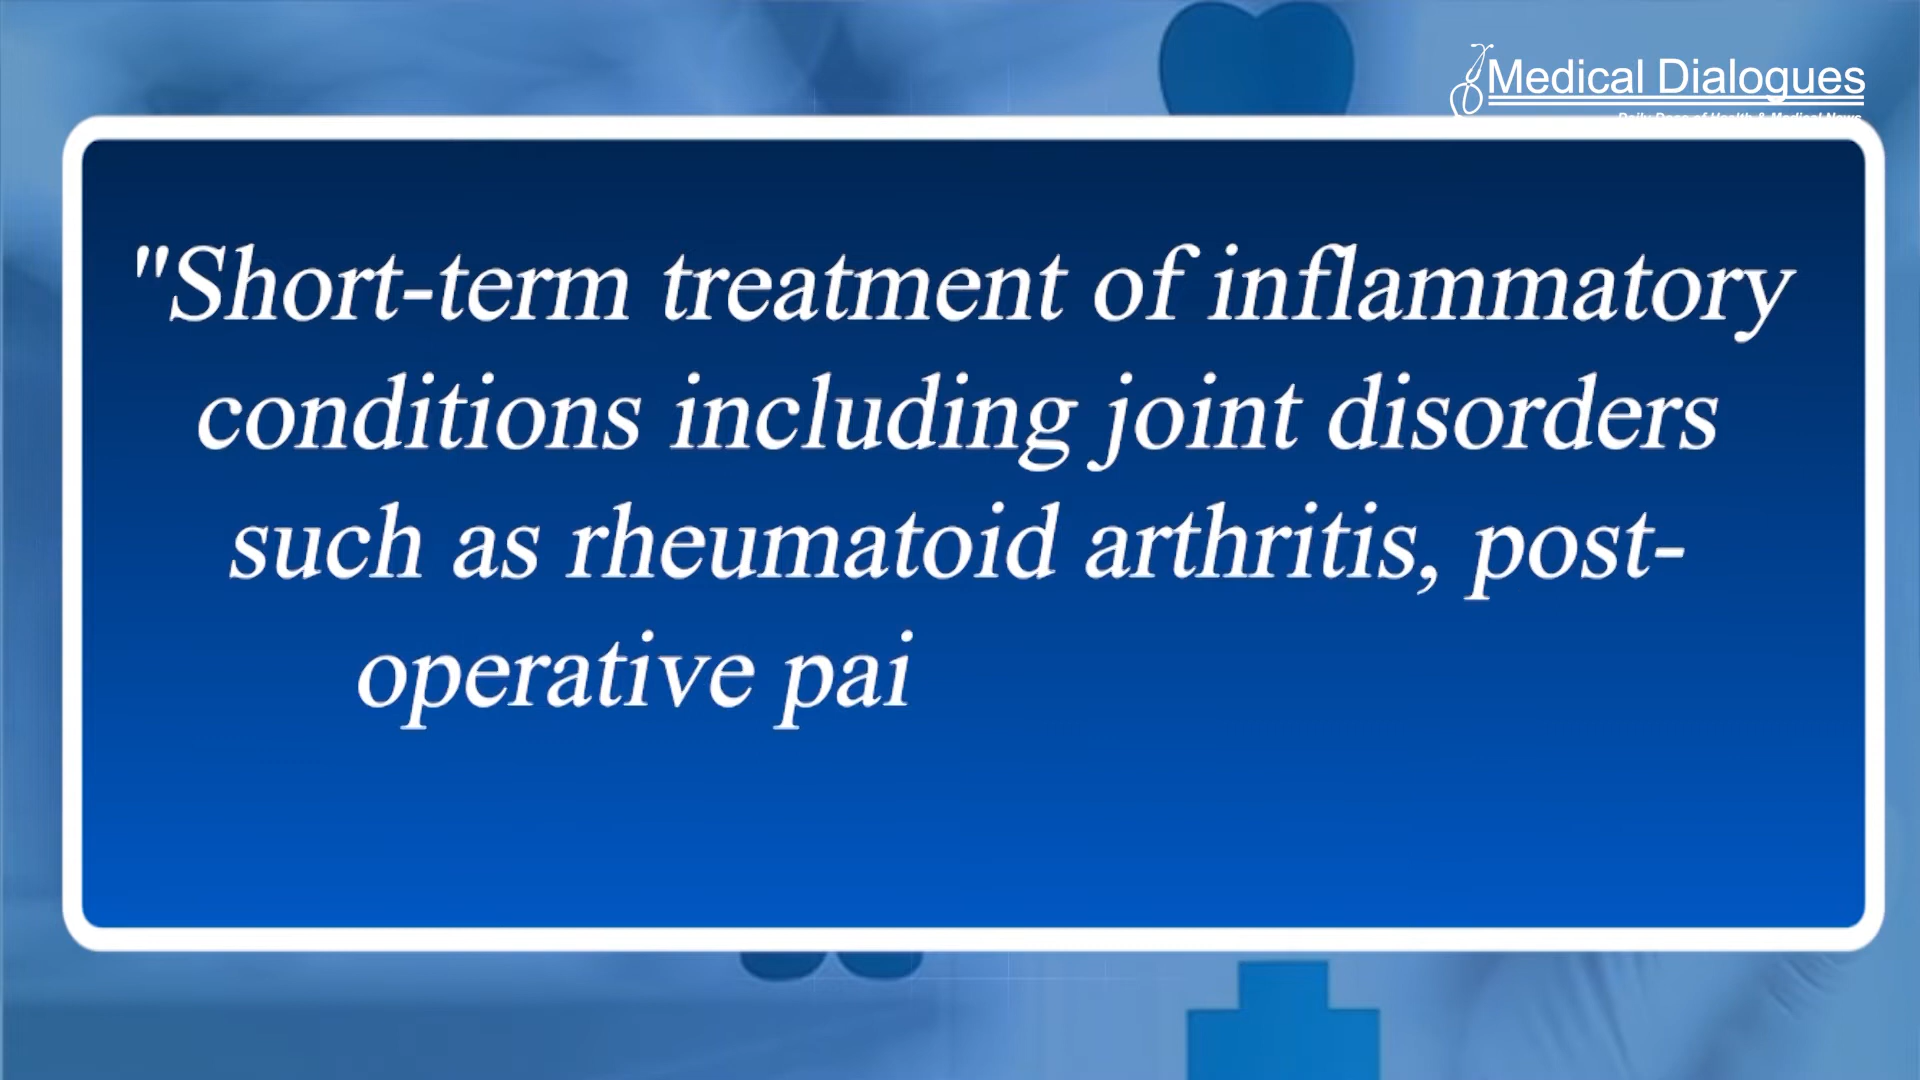 Medical Dialogues
"Short-term treatment of inflammatory
conditions including joint disorders
such as rheumatoid arthritis, post-
operative pai